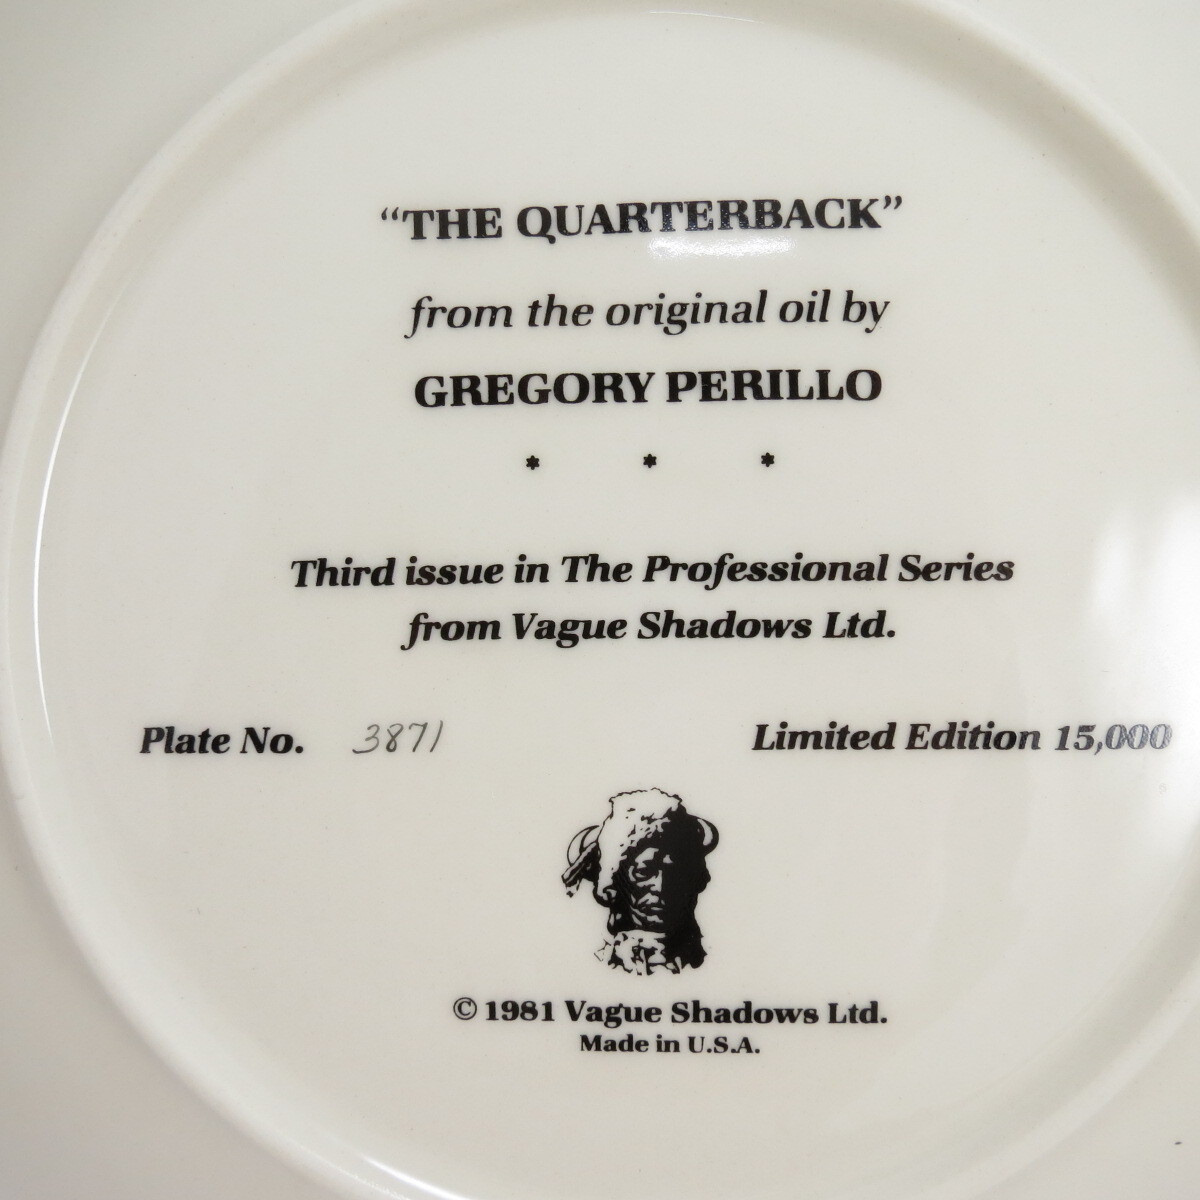 “THE QUARTERBACK”
from the original oil by
GREGORY PERILLO
* * *
Third issue in The Professional Series
from Vague Shadows Ltd.
Plate No. 3871 Limited Edition 15,000
© 1981 Vague Shadows Ltd.
Made in U.S.A.